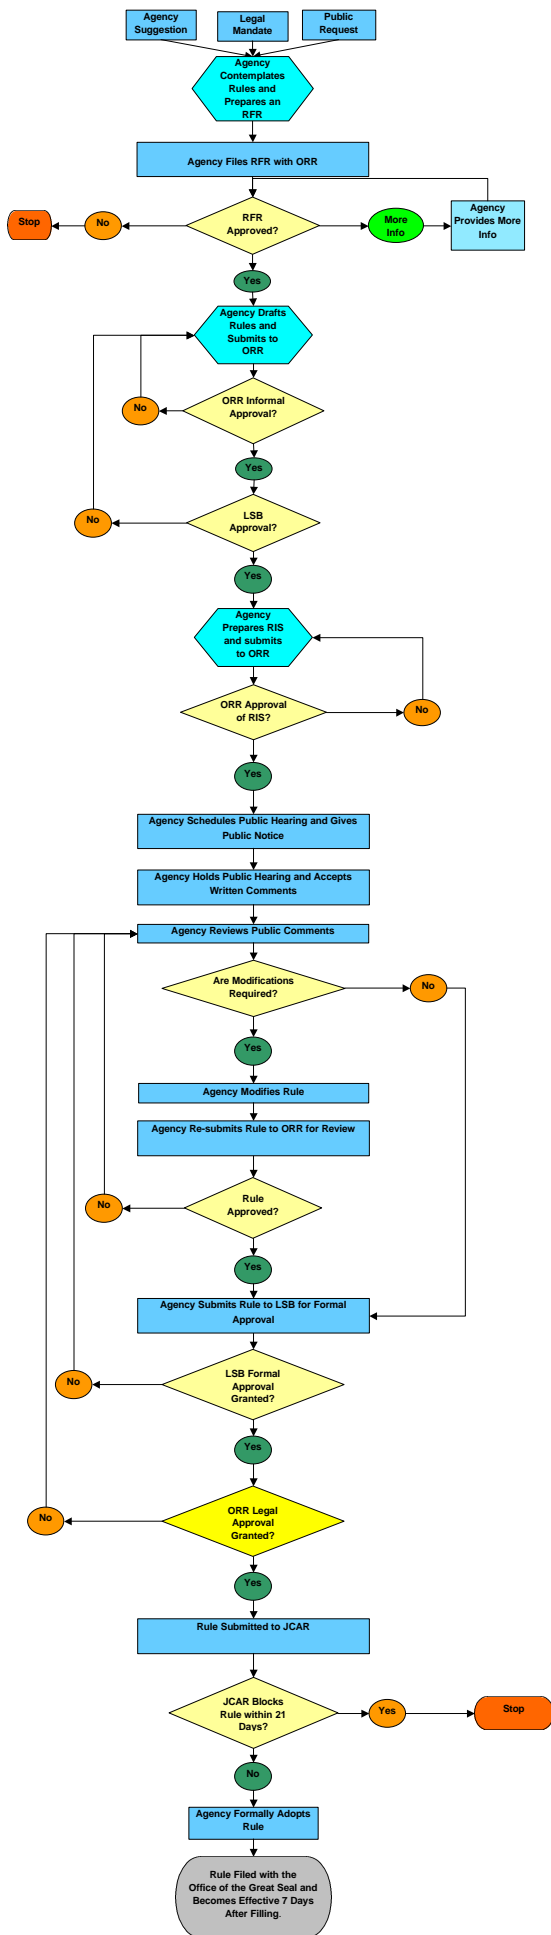 Agency
Suggestion
Legal
Mandate
Public
Request
Agency
Contemplates
Rules and
Prepares an
RFR
Agency Files RFR with ORR
Stop
No
RFR
Approved?
More
Info
Agency
Provides More
Info
Yes
Agency Drafts
Rules and
Submits to
ORR
No
ORR Informal
Approval?
Yes
No
LSB
Approval?
Yes
Agency
Prepares RIS
and submits
to ORR
ORR Approval
of RIS?
No
Yes
Agency Schedules Public Hearing and Gives
Public Notice
Agency Holds Public Hearing and Accepts
Written Comments
Agency Reviews Public Comments
Are Modifications
Required?
No
Yes
Agency Modifies Rule
Agency Re-submits Rule to ORR for Review
No
Rule
Approved?
Yes
Agency Submits Rule to LSB for Formal
Approval
No
LSB Formal
Approval
Granted?
Yes
No
ORR Legal
Approval
Granted?
Yes
Rule Submitted to JCAR
JCAR Blocks
Rule within 21
Days?
Yes
Stop
No
Agency Formally Adopts
Rule
Rule Filed with the
Office of the Great Seal and
Becomes Effective 7 Days
After Filling.